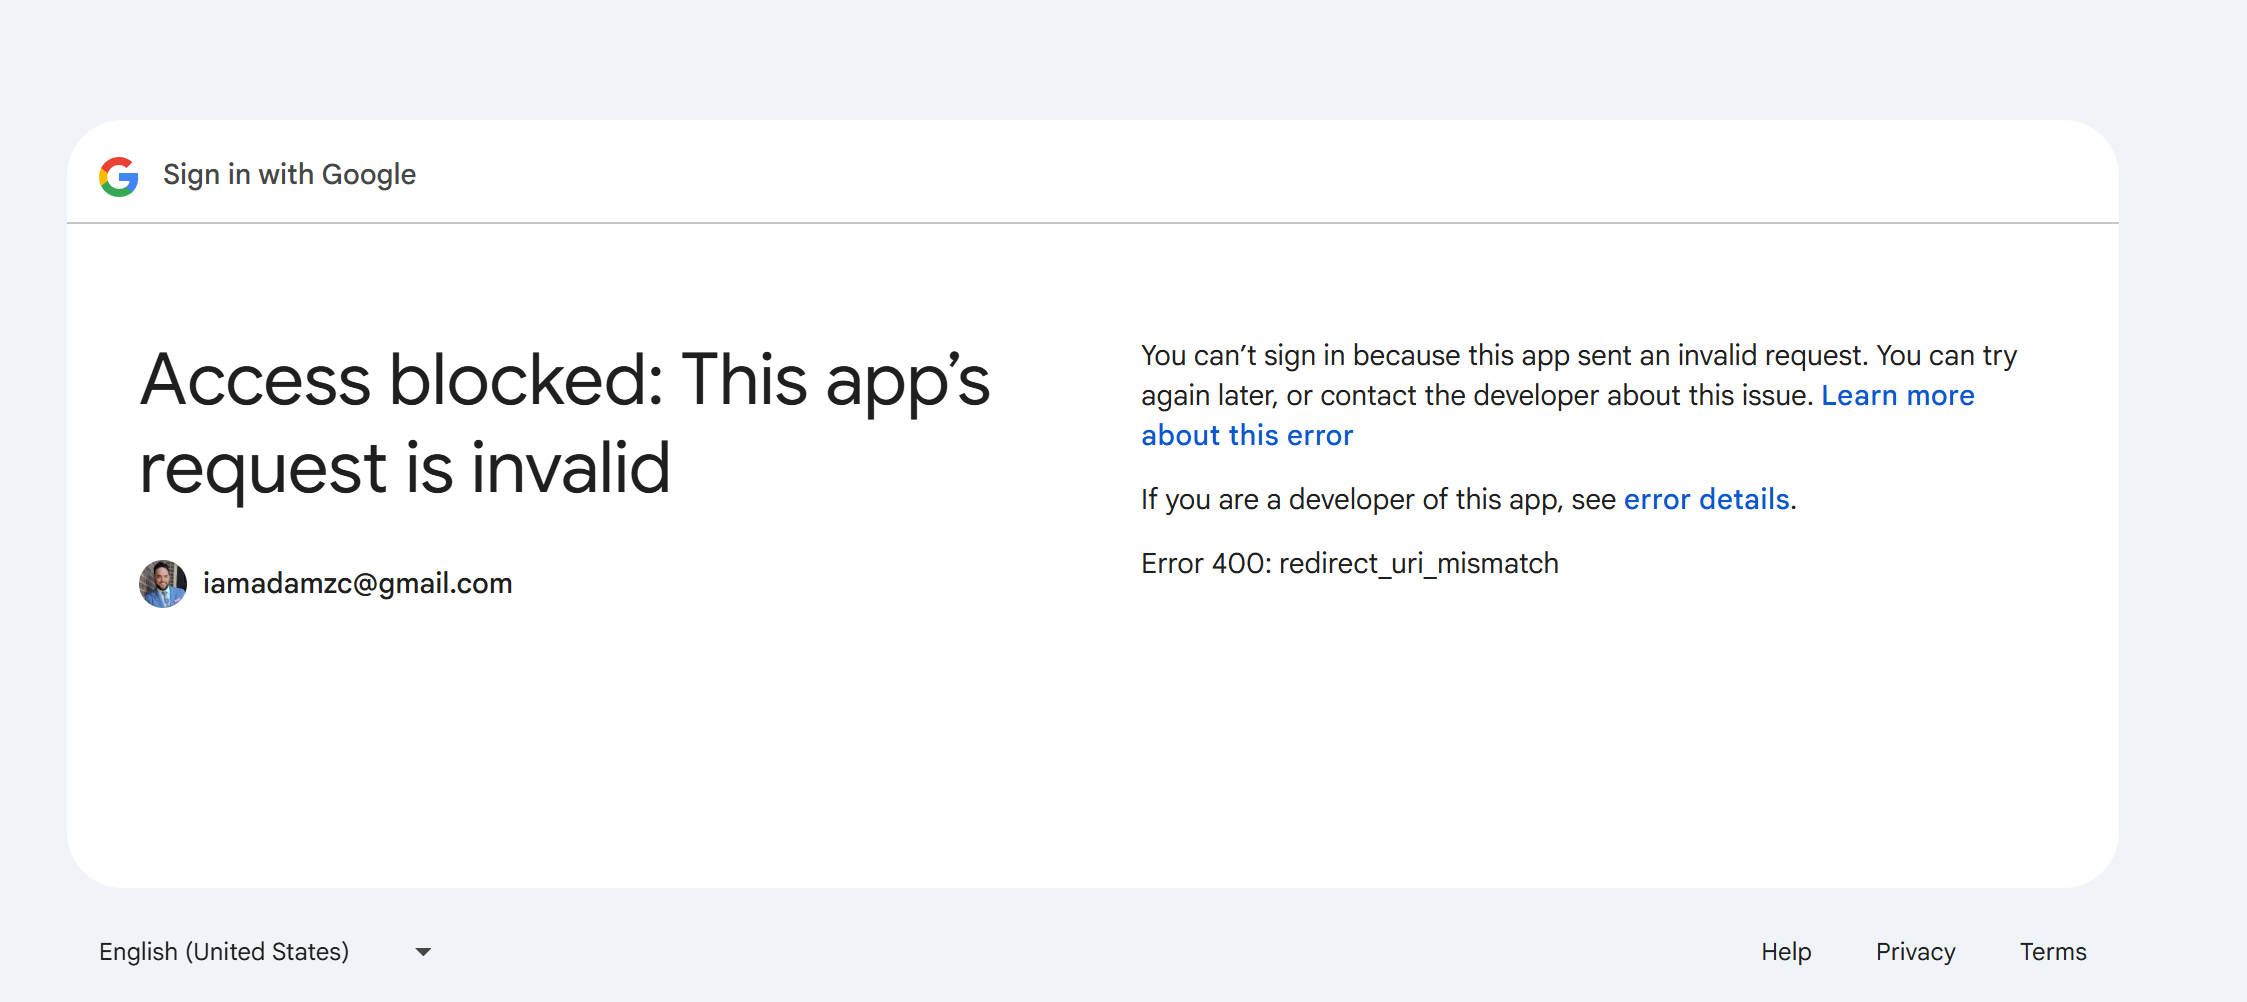 Sign in with Google
Access blocked: This app’s
request is invalid
iamadamzc@gmail.com
You can’t sign in because this app sent an invalid request. You can try
again later, or contact the developer about this issue. Learn more
about this error
If you are a developer of this app, see error details.
Error 400: redirect_uri_mismatch
English (United States)
Help
Privacy
Terms